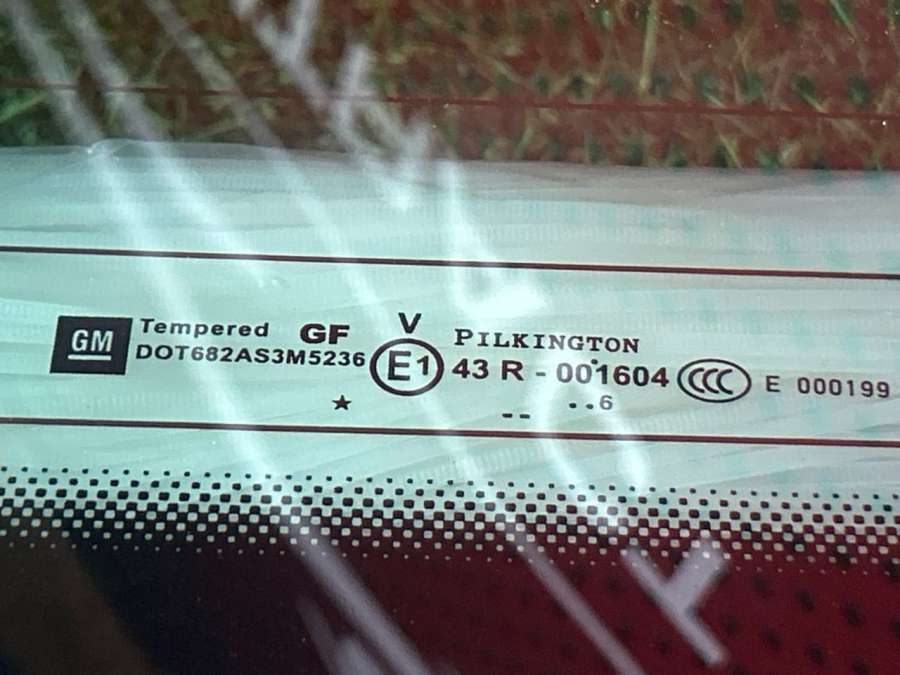 GM
Tempered GF V PILKINGTON
DOT682AS3M5236 E1 43 R - 001604 CCC E 000199
★ -- ..6